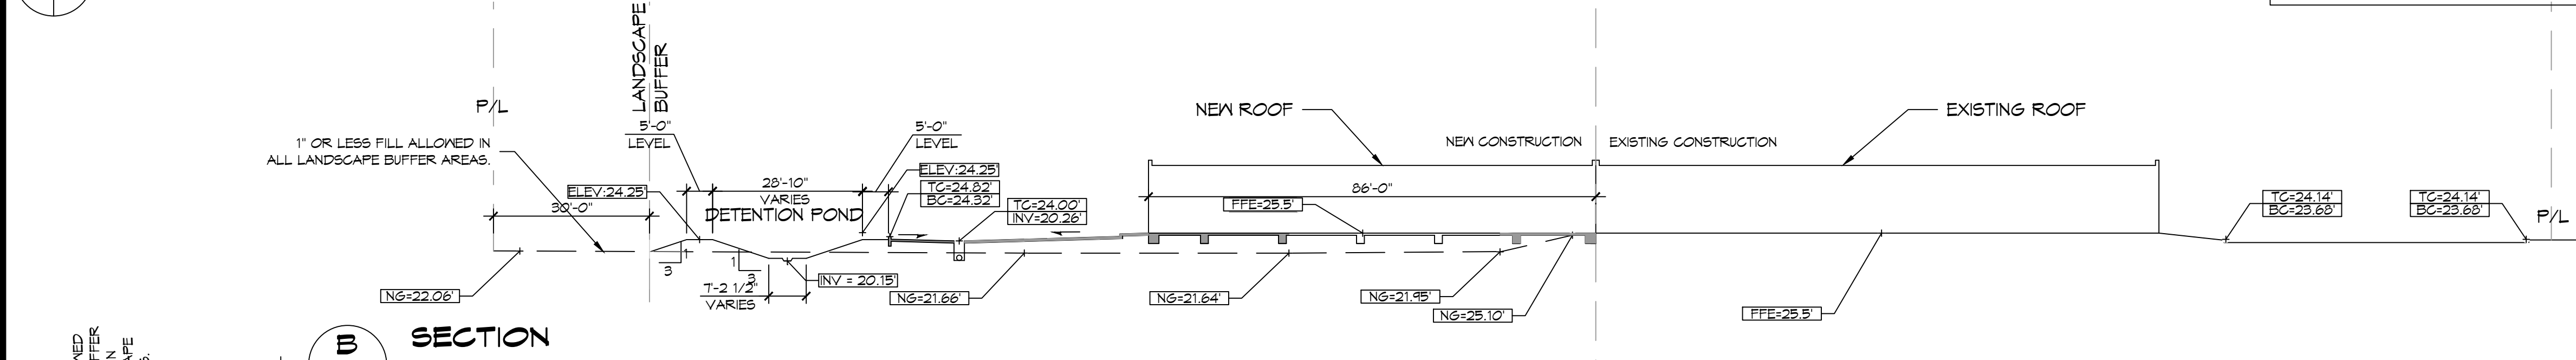 LANDSCAPE
BUFFER
P/L
1" OR LESS FILL ALLOWED IN
ALL LANDSCAPE BUFFER AREAS.
5'-0"
LEVEL
5'-0"
LEVEL
ELEV:24.25'
28'-10"
VARIES
DETENTION POND
30'-0"
ELEV:24.25'
TC=24.82'
BC=24.32'
TC=24.00'
INV=20.26'
NEW ROOF
NEW CONSTRUCTION
EXISTING CONSTRUCTION
EXISTING ROOF
86'-0"
FFE=25.5'
TC=24.14'
BC=23.68'
TC=24.14'
BC=23.68'
P/L
1
3
1
3
7'-2 1/2"
VARIES
INV = 20.15'
NG=22.06'
NG=21.66'
NG=21.64'
NG=21.95'
NG=25.10'
FFE=25.5'
B
SECTION